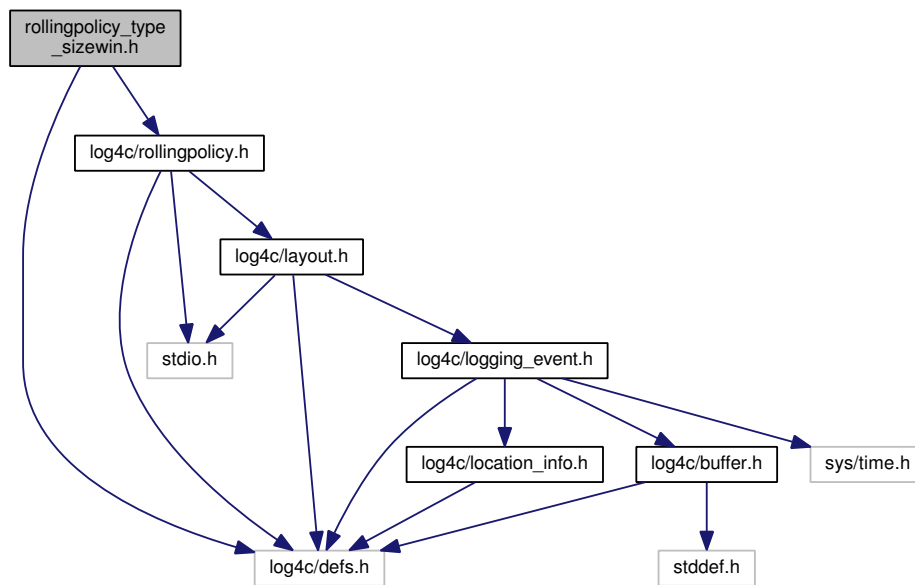 rollingpolicy_type
_sizewin.h
log4c/rollingpolicy.h
log4c/layout.h
stdio.h
log4c/logging_event.h
log4c/location_info.h
log4c/buffer.h
sys/time.h
log4c/defs.h
stddef.h